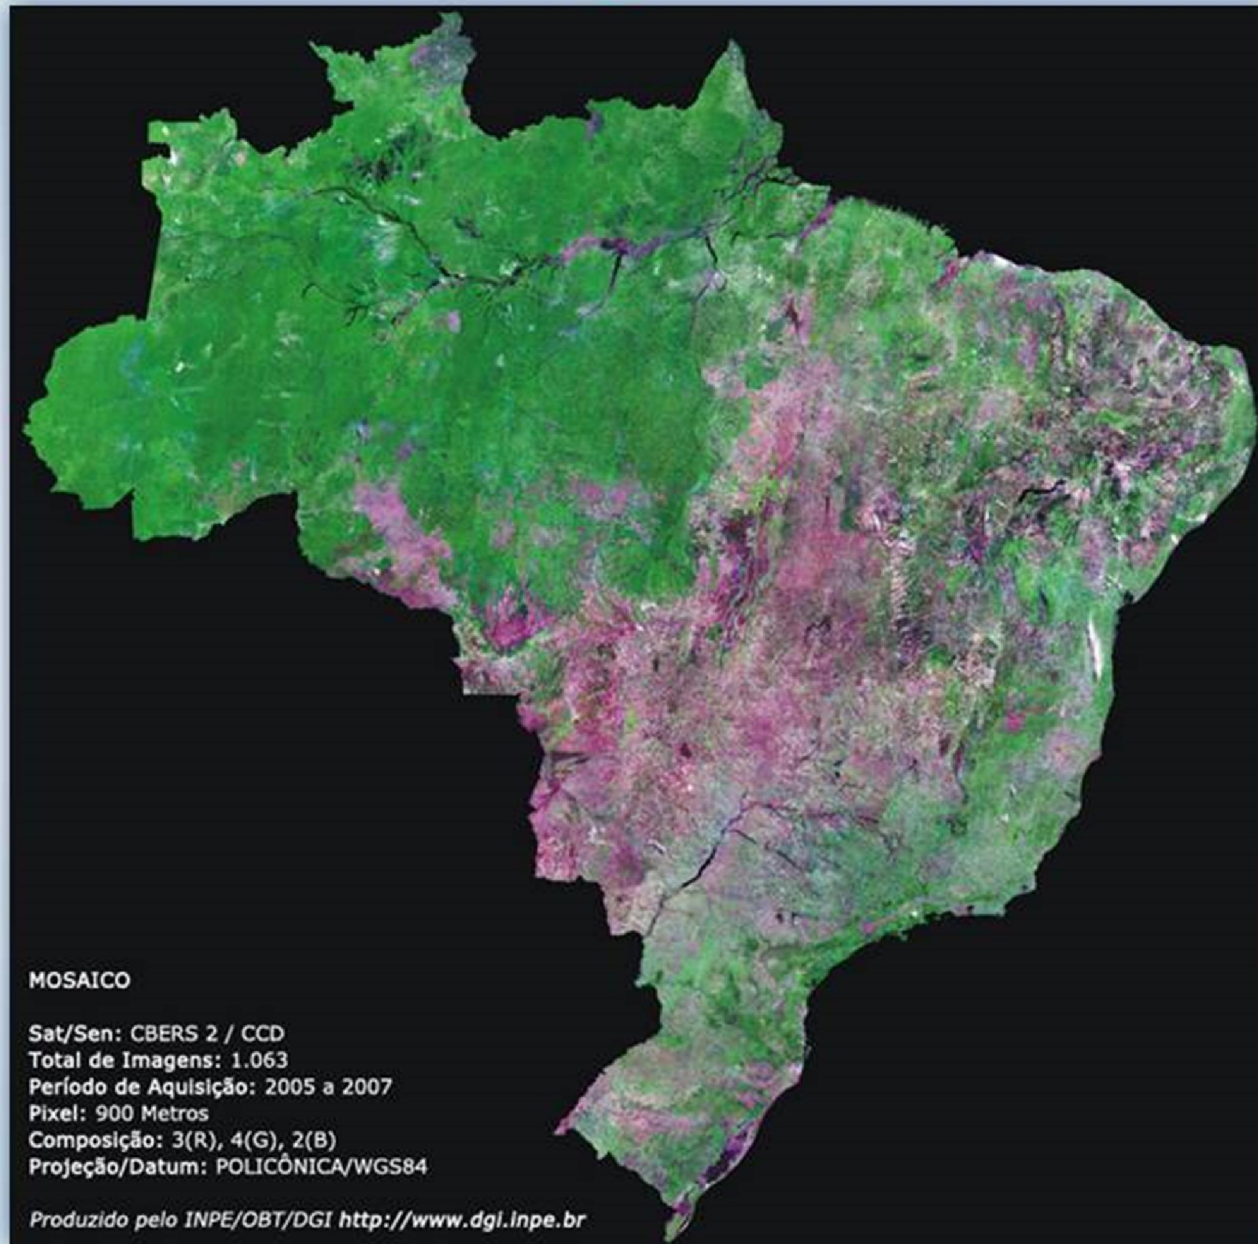 MOSAICO
Sat/Sen: CBERS 2 / CCD
Total de Imagens: 1.063
Período de Aquisição: 2005 a 2007
Pixel: 900 Metros
Composição: 3(R), 4(G), 2(B)
Projeção/Datum: POLICÔNICA/WGS84
Produzido pelo INPE/OBT/DGI http://www.dgi.inpe.br